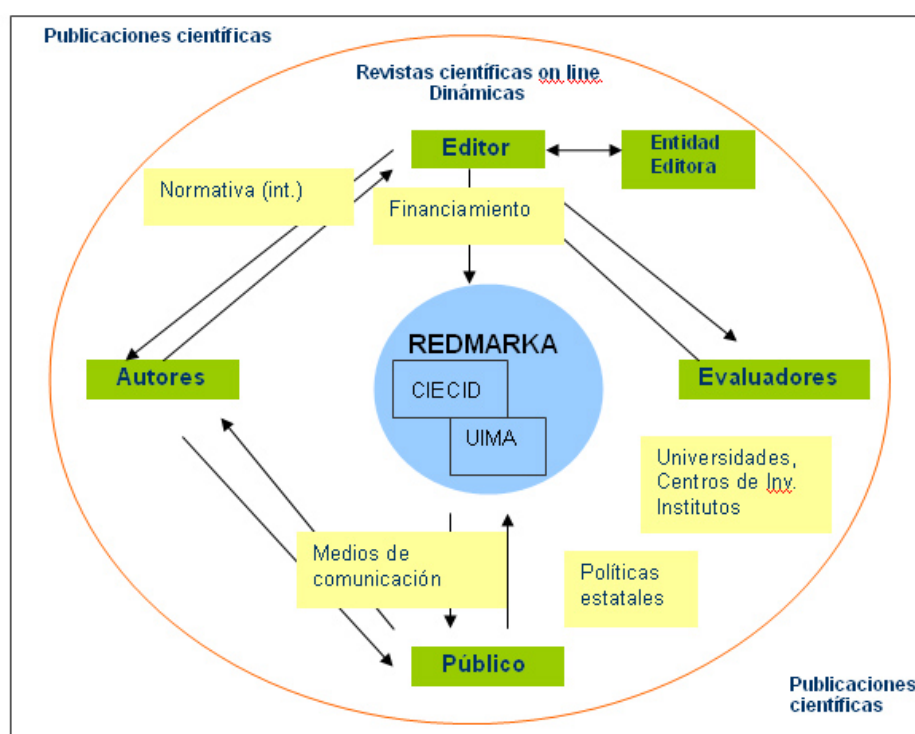 Publicaciones científicas
Revistas científicas on line
Dinámicas
Editor
Entidad
Editora
Normativa (int.)
Financiamiento
REDMARKA
CIECID
UIMA
Autores
Evaluadores
Universidades,
Centros de Inv.
Institutos
Medios de
comunicación
Políticas
estatales
Público
Publicaciones
científicas